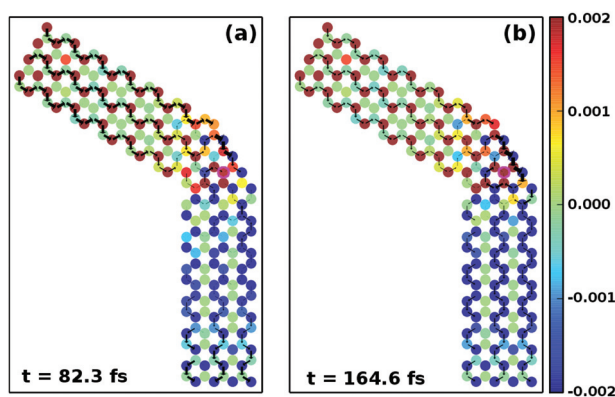 (a)
(b)
t = 82.3 fs
t = 164.6 fs
0.002
0.001
0.000
-0.001
-0.002